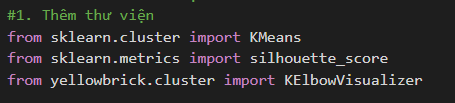 #1. Thêm thư viện
from sklearn.cluster import KMeans
from sklearn.metrics import silhouette_score
from yellowbrick.cluster import KElbowVisualizer